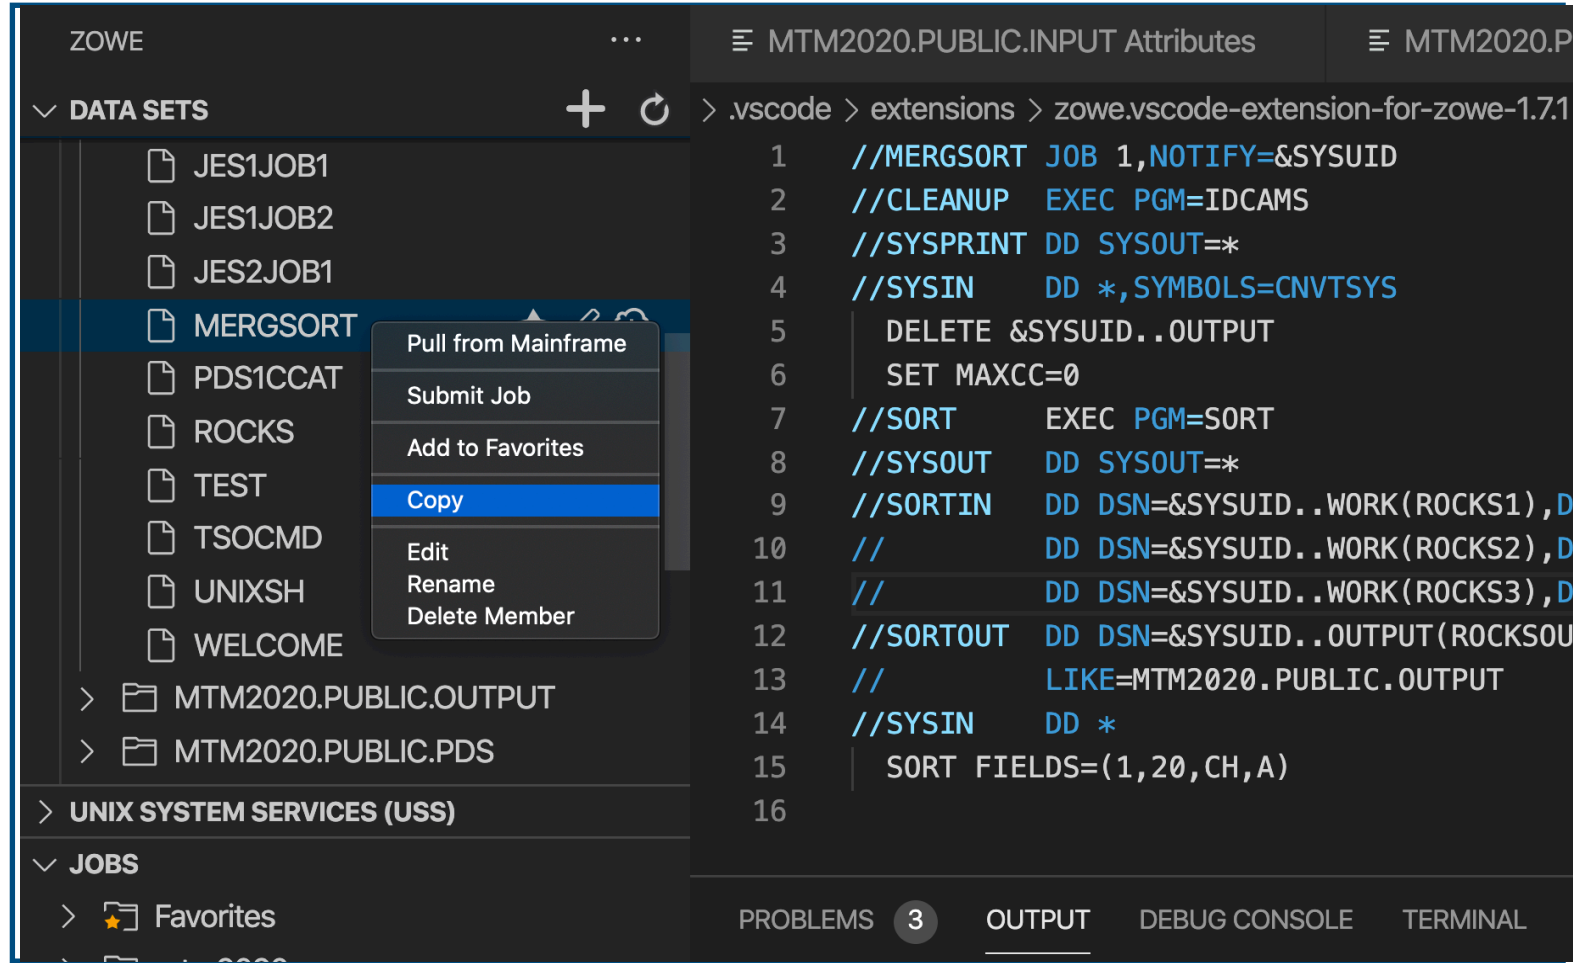 ZOWE
MTM2020.PUBLIC.INPUT Attributes
MTM2020.P
DATA SETS
JES1JOB1
JES1JOB2
JES2JOB1
MERGSORT
PDS1CCAT
ROCKS
TEST
TSOCMD
UNIXSH
WELCOME
MTM2020.PUBLIC.OUTPUT
MTM2020.PUBLIC.PDS
UNIX SYSTEM SERVICES (USS)
JOBS
Favorites
Pull from Mainframe
Submit Job
Add to Favorites
Copy
Edit
Rename
Delete Member
> .vscode > extensions > zowe.vscode-extension-for-zowe-1.7.1
1 //MERGSORT JOB 1,NOTIFY=&SYSUID
2 //CLEANUP  EXEC PGM=IDCAMS
3 //SYSPRINT DD SYSOUT=*
4 //SYSIN    DD *,SYMBOLS=CNVTSYS
5   DELETE &SYSUID..OUTPUT
6   SET MAXCC=0
7 //SORT     EXEC PGM=SORT
8 //SYSOUT   DD SYSOUT=*
9 //SORTIN   DD DSN=&SYSUID..WORK(ROCKS1),D
10 //         DD DSN=&SYSUID..WORK(ROCKS2),D
11 //         DD DSN=&SYSUID..WORK(ROCKS3),D
12 //SORTOUT  DD DSN=&SYSUID..OUTPUT(ROCKSOU
13 //         LIKE=MTM2020.PUBLIC.OUTPUT
14 //SYSIN    DD *
15   SORT FIELDS=(1,20,CH,A)
16
PROBLEMS 3 OUTPUT DEBUG CONSOLE TERMINAL